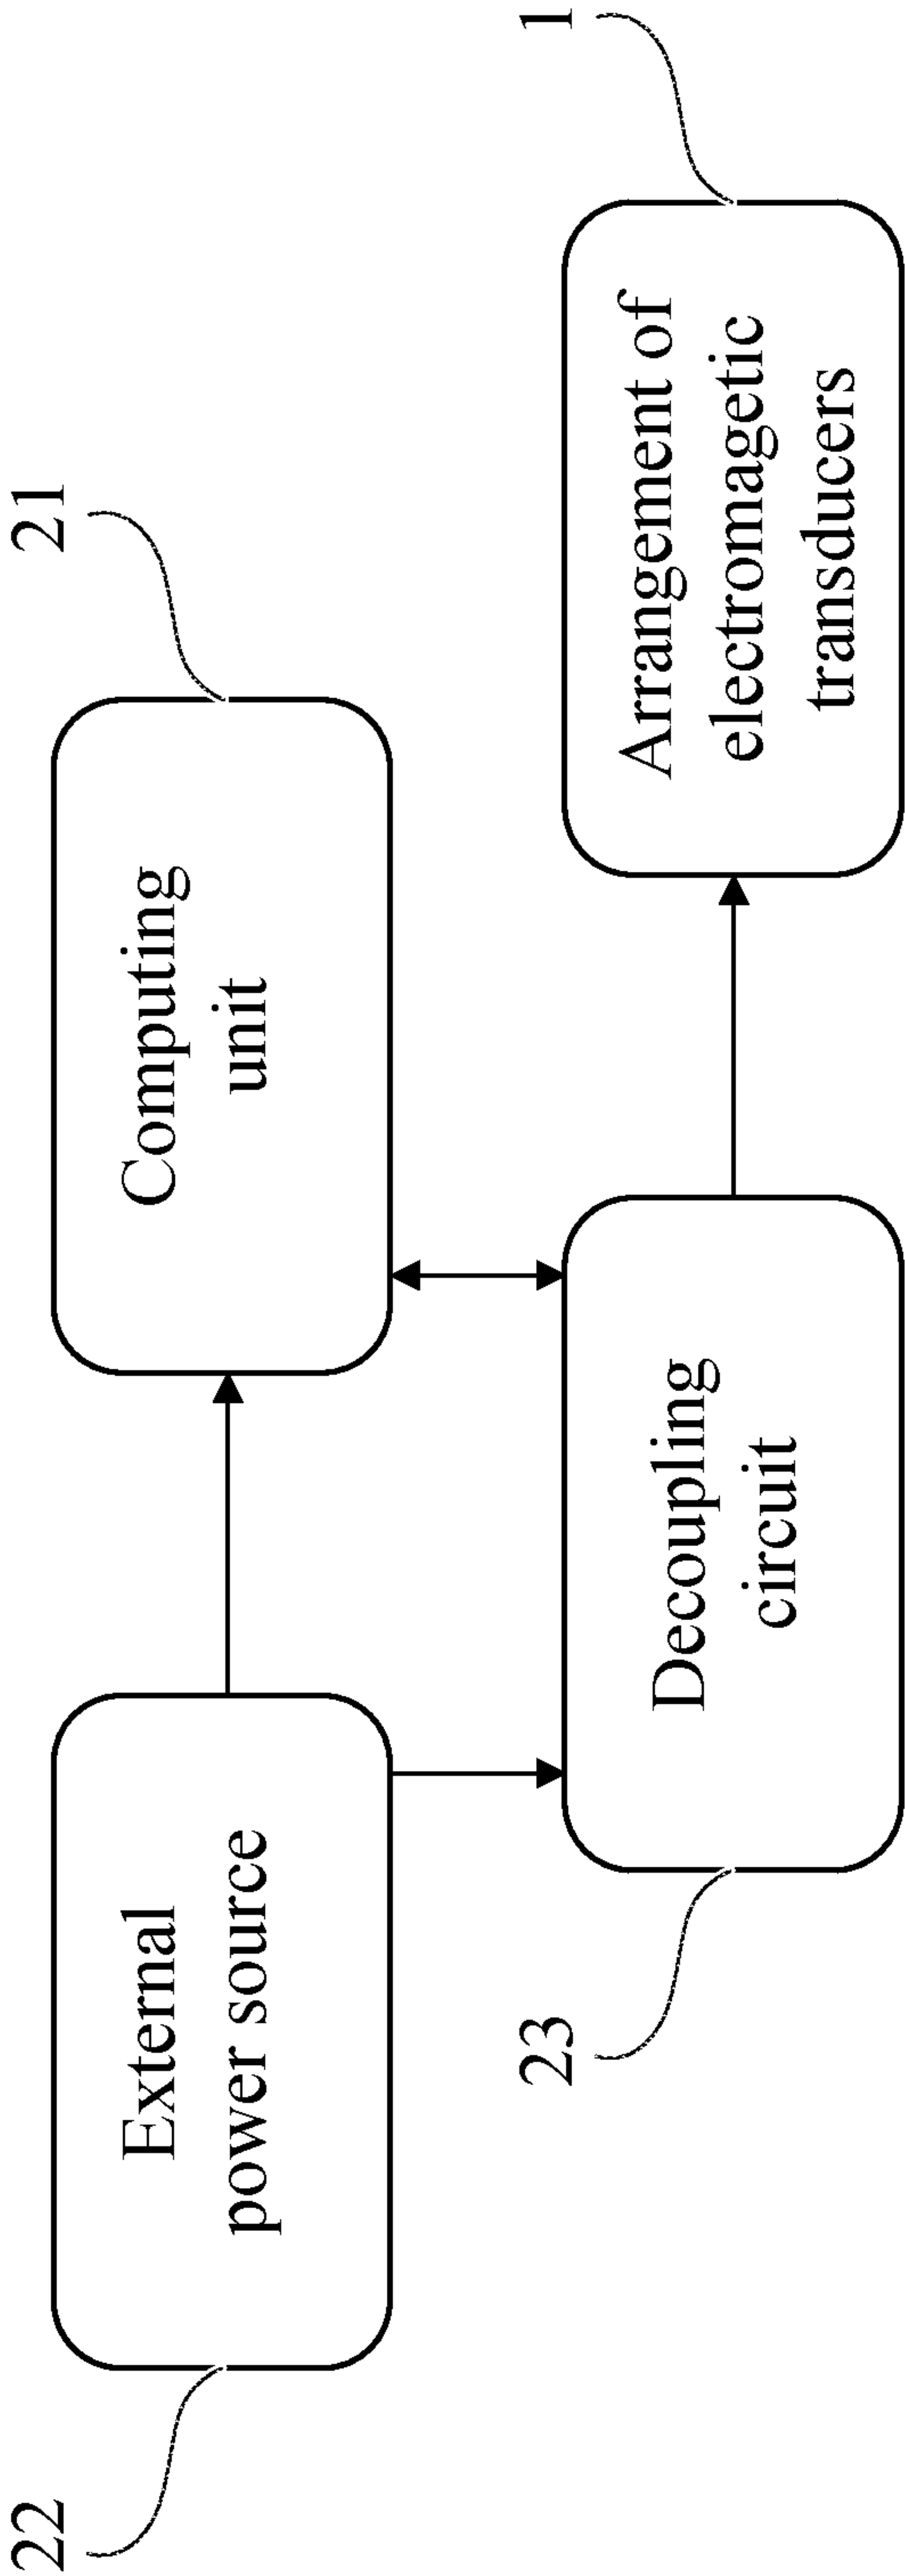 22
External
power source
21
Computing
unit
23
Decoupling
circuit
1
Arrangement of
electromagetic
transducers